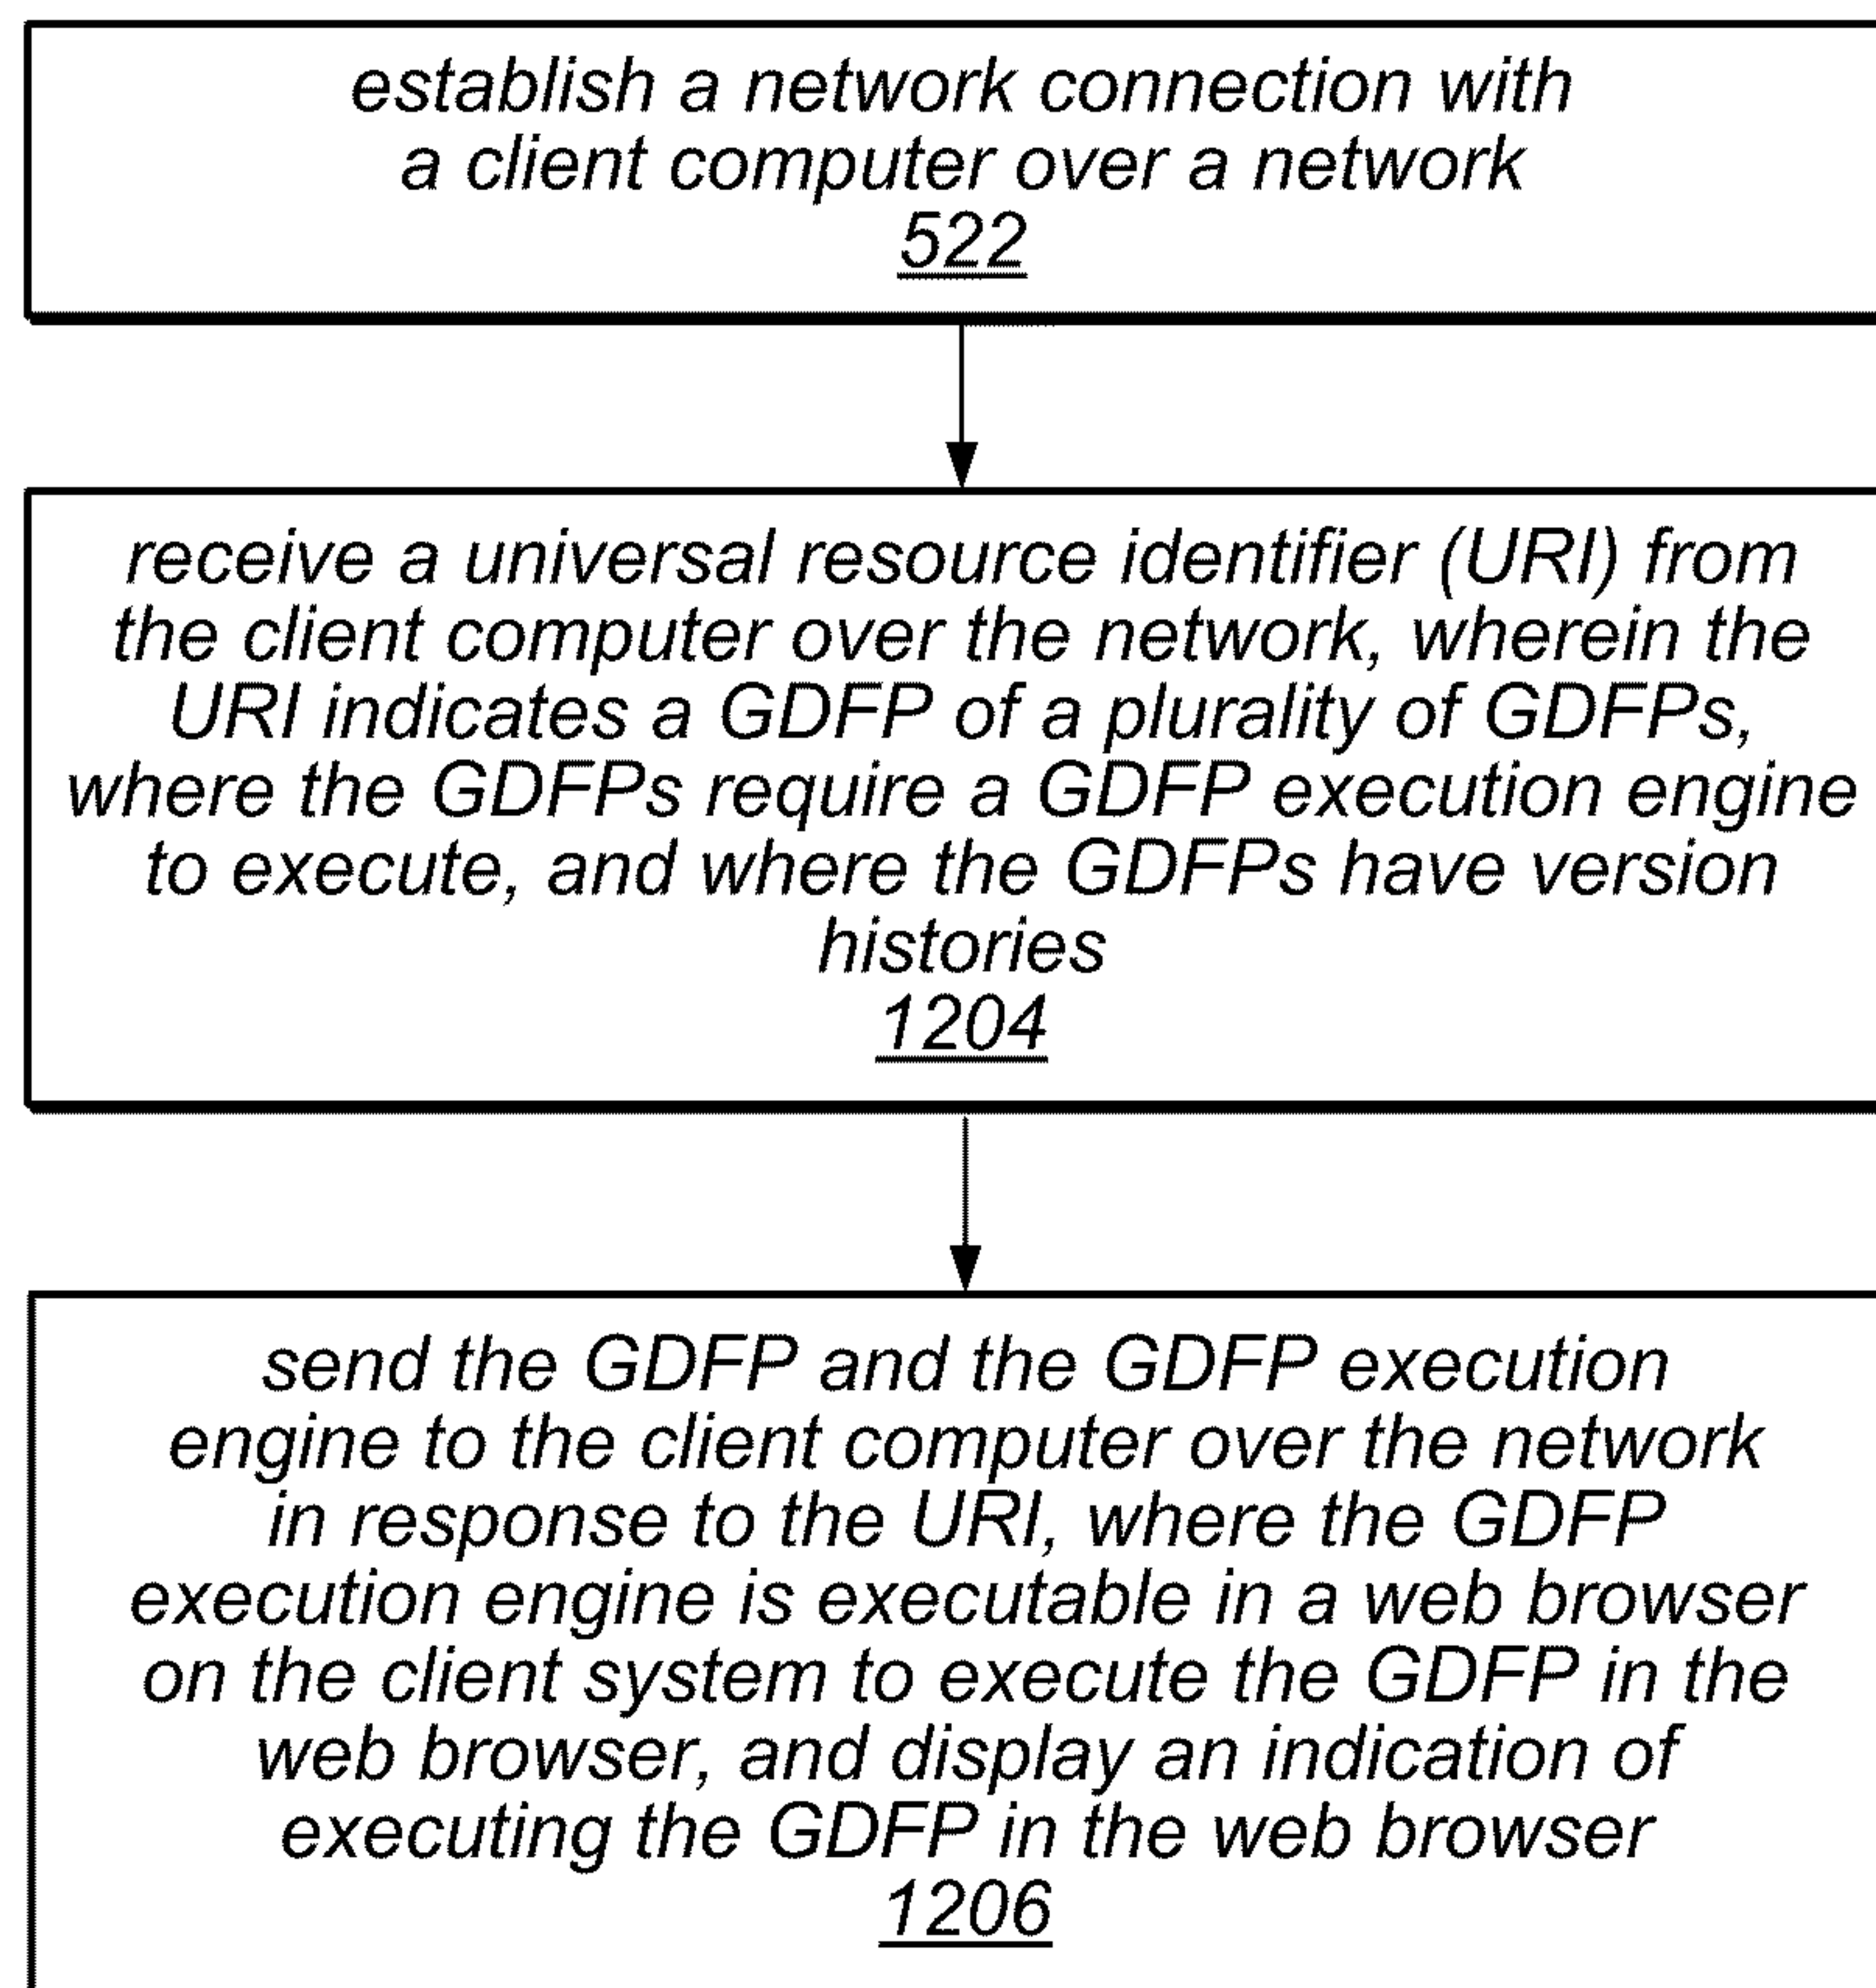 establish a network connection with
a client computer over a network
522
receive a universal resource identifier (URI) from
the client computer over the network, wherein the
URI indicates a GDFP of a plurality of GDFPs,
where the GDFPs require a GDFP execution engine
to execute, and where the GDFPs have version
histories
1204
send the GDFP and the GDFP execution
engine to the client computer over the network
in response to the URI, where the GDFP
execution engine is executable in a web browser
on the client system to execute the GDFP in the
web browser, and display an indication of
executing the GDFP in the web browser
1206